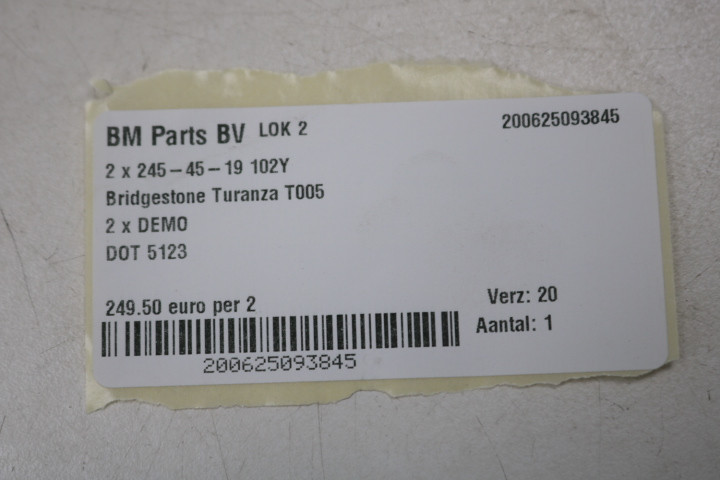 BM Parts BV LOK 2 200625093845
2 x 245-45-19 102Y
Bridgestone Turanza T005
2 x DEMO
DOT 5123
249.50 euro per 2
Verz: 20
Aantal: 1
200625093845